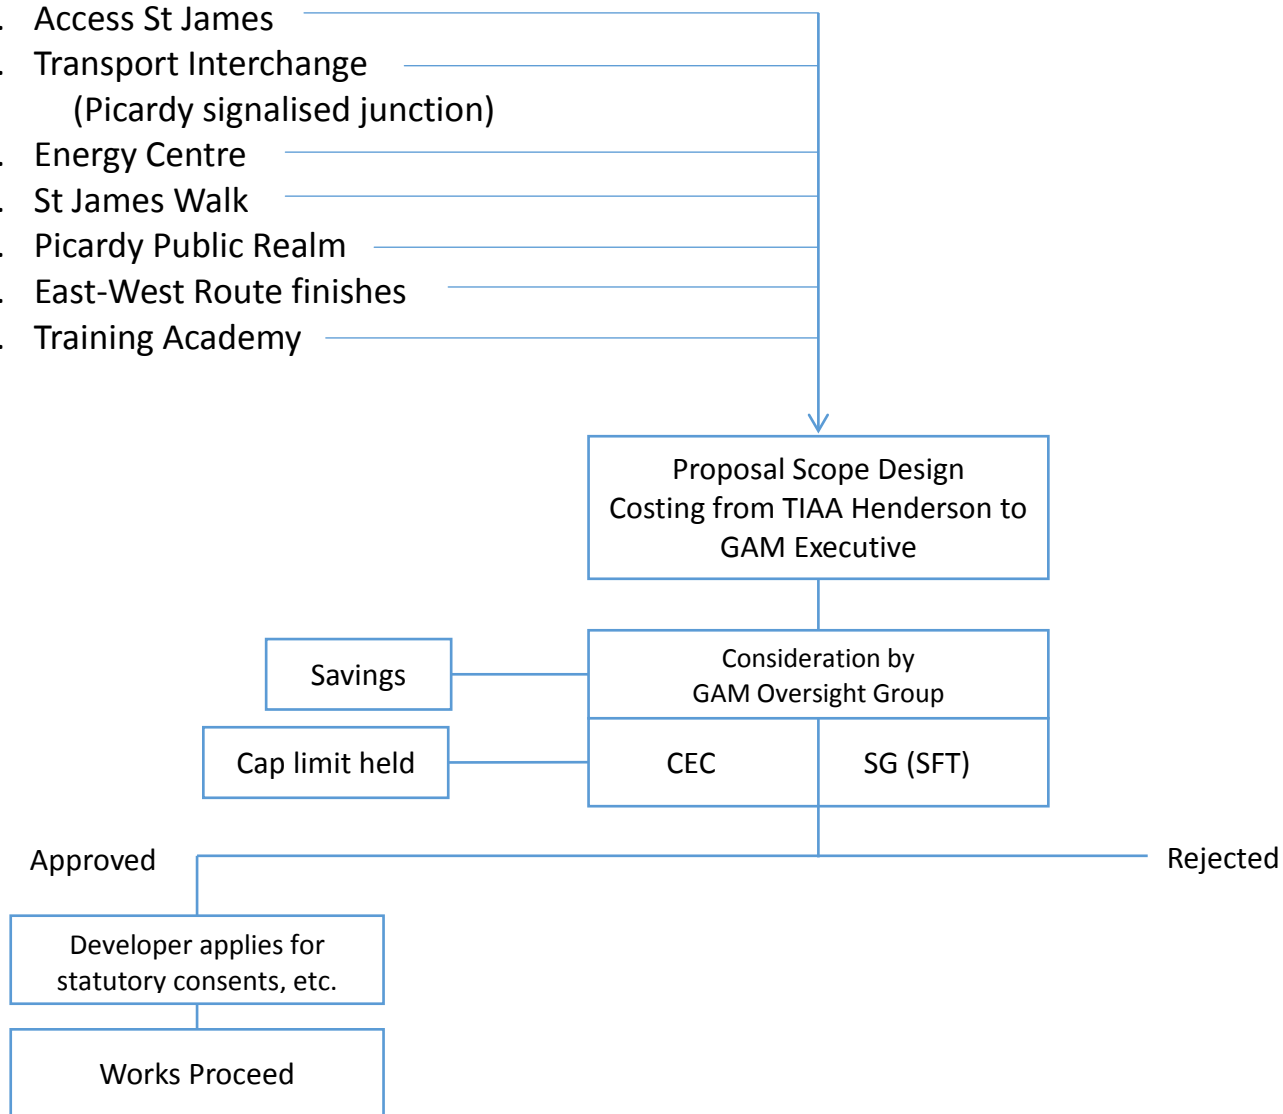 . Access St James
. Transport Interchange
(Picardy signalised junction)
. Energy Centre
. St James Walk
. Picardy Public Realm
. East-West Route finishes
. Training Academy
Proposal Scope Design
Costing from TIAA Henderson to
GAM Executive
Savings
Consideration by
GAM Oversight Group
Cap limit held
CEC
SG (SFT)
Approved
Rejected
Developer applies for
statutory consents, etc.
Works Proceed